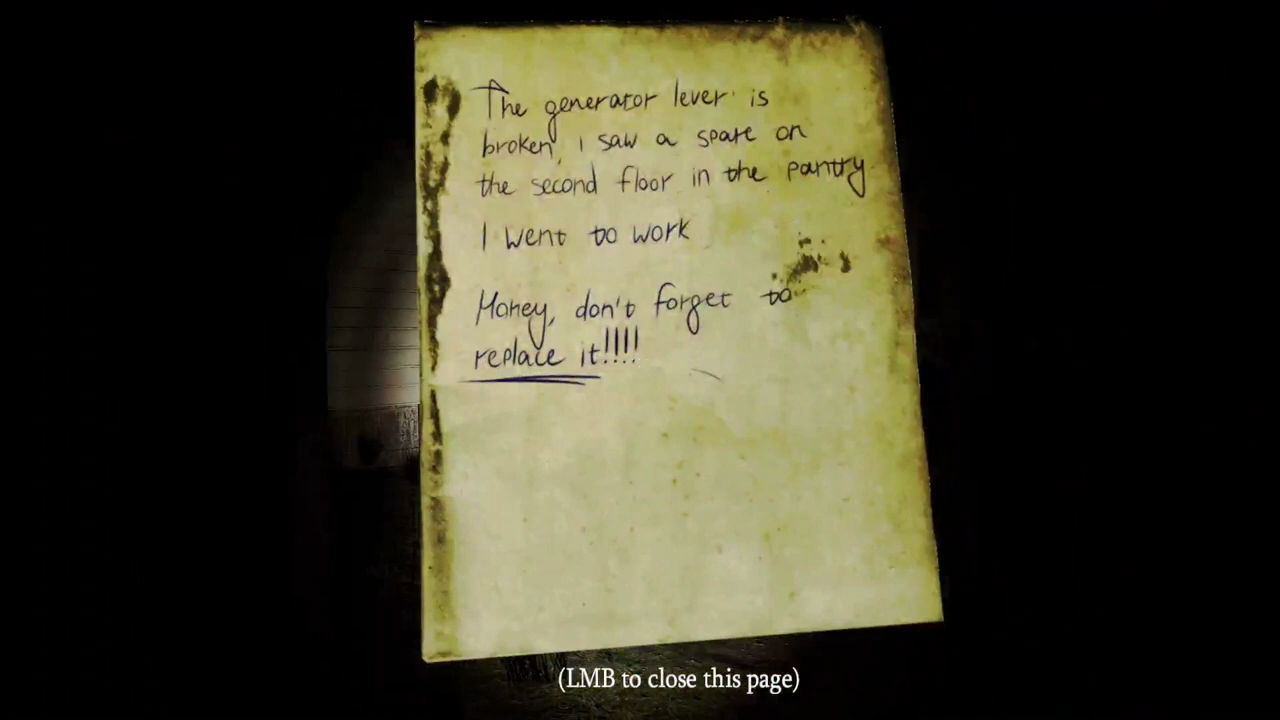 The generator lever is
broken, i saw a spare on
the second floor in the pantry
I went to work
Honey, don't forget to
replace it!!!!
(LMB to close this page)